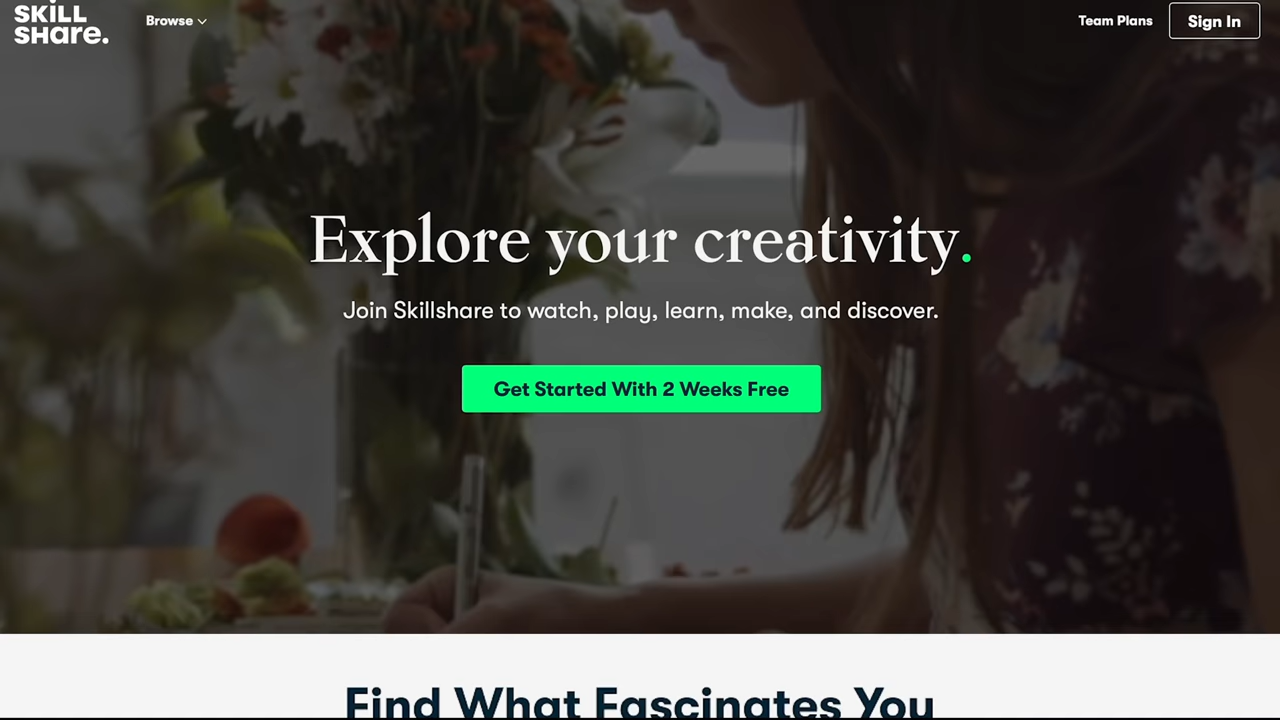 SKILL
SHare.
Browse
Team Plans
Sign In
Explore your creativity.
Join Skillshare to watch, play, learn, make, and discover.
Get Started With 2 Weeks Free
Find What Fascinates You